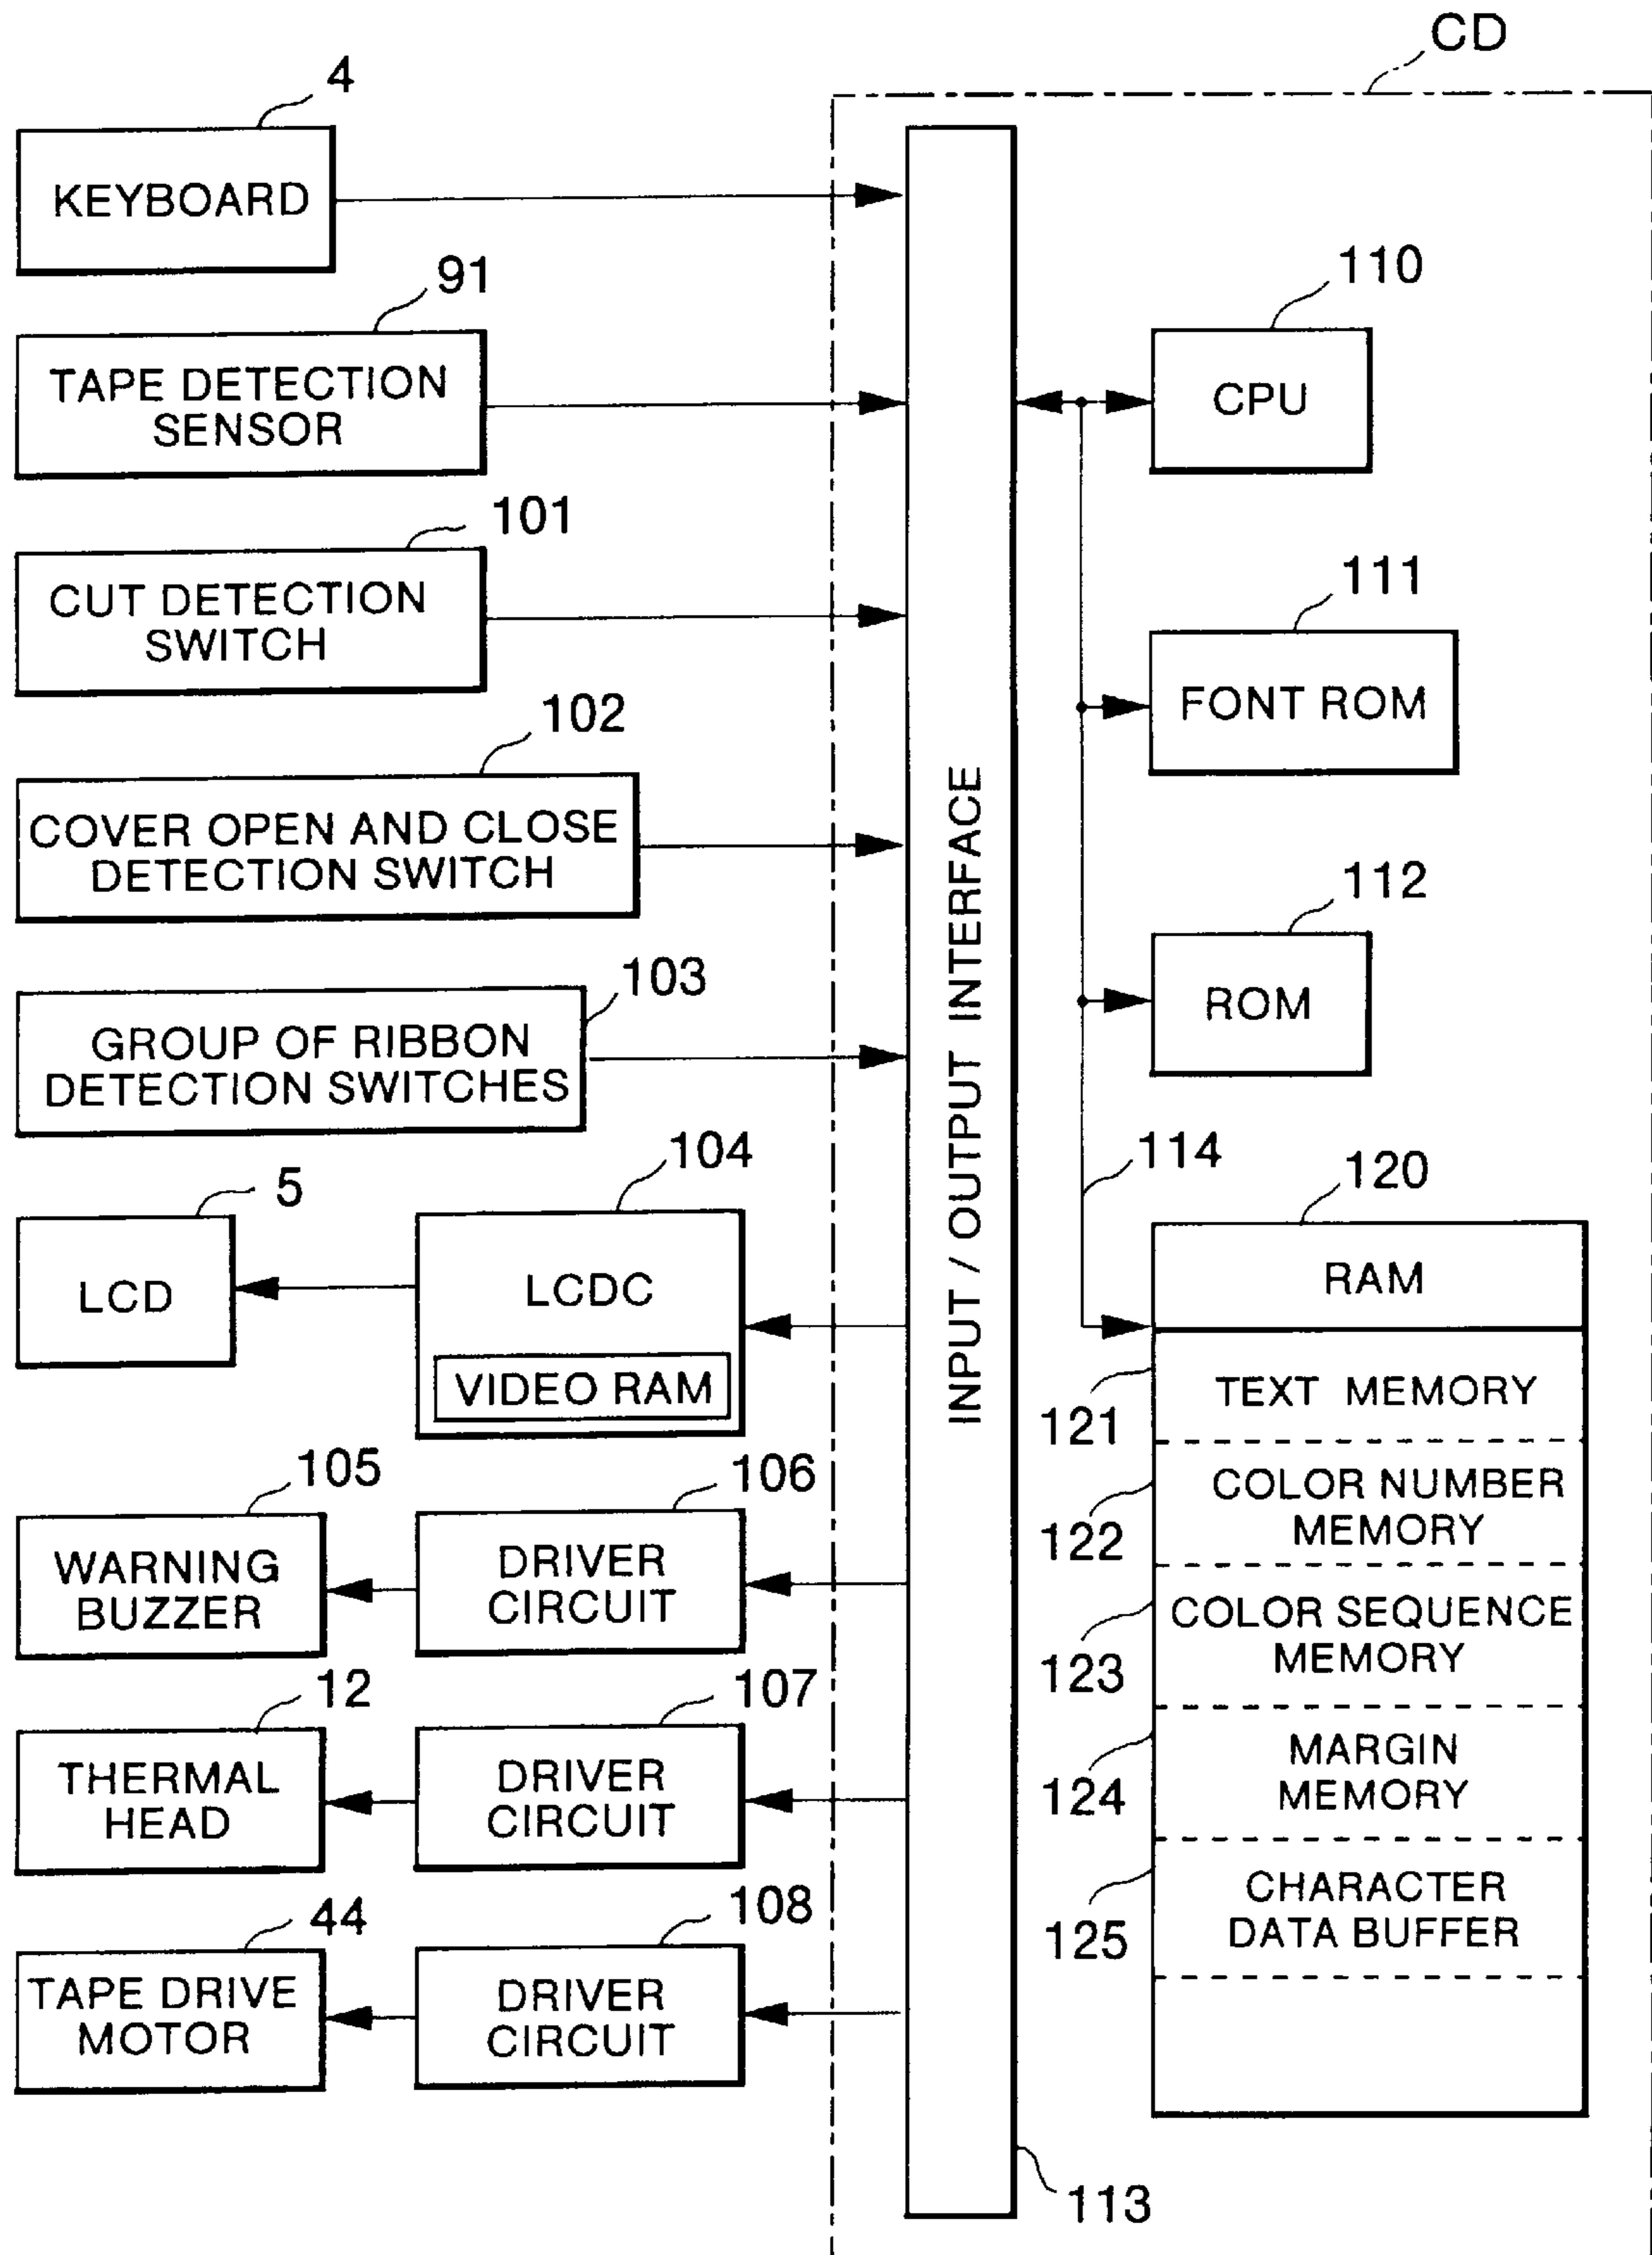 CD
4
KEYBOARD
91
TAPE DETECTION
SENSOR
101
CUT DETECTION
SWITCH
102
COVER OPEN AND CLOSE
DETECTION SWITCH
103
GROUP OF RIBBON
DETECTION SWITCHES
5
LCD
104
LCDC
VIDEO RAM
105
WARNING
BUZZER
106
DRIVER
CIRCUIT
12
THERMAL
HEAD
107
DRIVER
CIRCUIT
44
TAPE DRIVE
MOTOR
108
DRIVER
CIRCUIT
INPUT / OUTPUT INTERFACE
113
110
CPU
111
FONT ROM
112
ROM
114
120
RAM
121
TEXT MEMORY
122
COLOR NUMBER
MEMORY
123
COLOR SEQUENCE
MEMORY
124
MARGIN
MEMORY
125
CHARACTER
DATA BUFFER